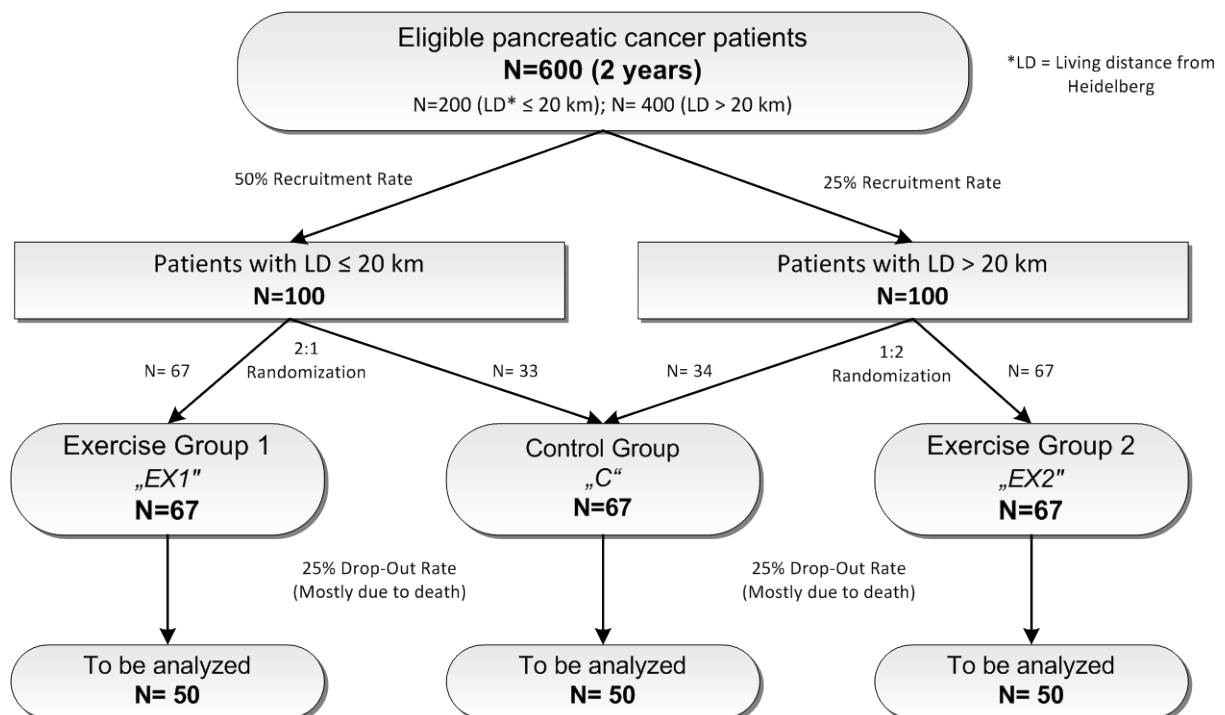 Eligible pancreatic cancer patients
N=600 (2 years)
N=200 (LD* ≤ 20 km); N= 400 (LD > 20 km)
*LD = Living distance from
Heidelberg
50% Recruitment Rate
25% Recruitment Rate
Patients with LD ≤ 20 km
N=100
Patients with LD > 20 km
N=100
N= 67
2:1
Randomization
N= 33
N= 34
1:2
Randomization
N= 67
Exercise Group 1
„EX1"
N=67
Control Group
„C“
N=67
Exercise Group 2
„EX2"
N=67
25% Drop-Out Rate
(Mostly due to death)
25% Drop-Out Rate
(Mostly due to death)
To be analyzed
N= 50
To be analyzed
N= 50
To be analyzed
N= 50